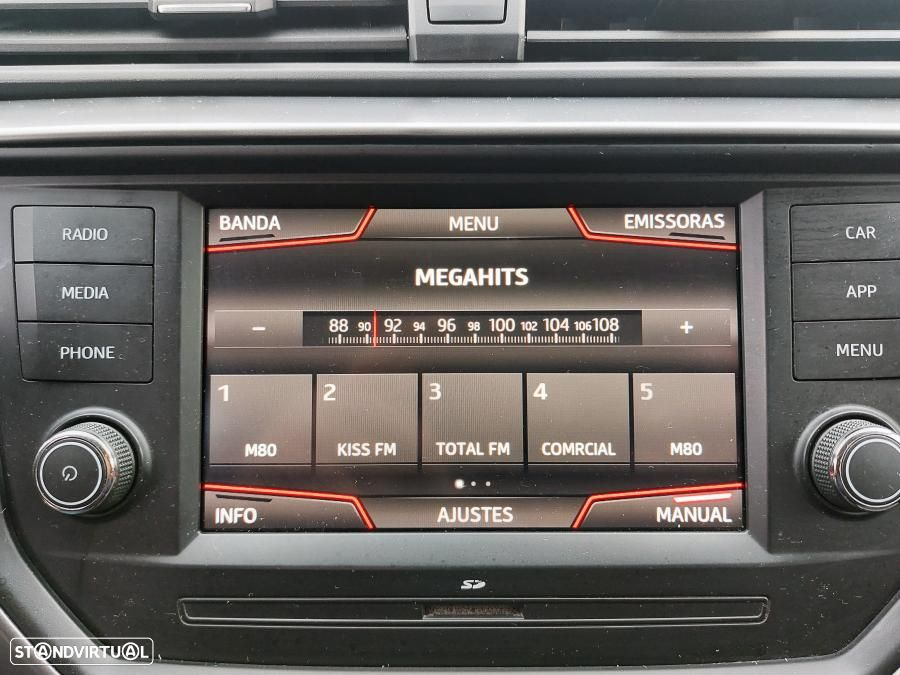 BANDA MENU EMISSORAS
RADIO
MEDIA
PHONE
CAR
APP
MENU
MEGAHITS
- 88 90 92 94 96 98 100 102 104 106 108 +
1 2 3 4 5
M80 KISS FM TOTAL FM COMRCIAL M80
INFO AJUSTES MANUAL
SD
STANDVIRTUAL